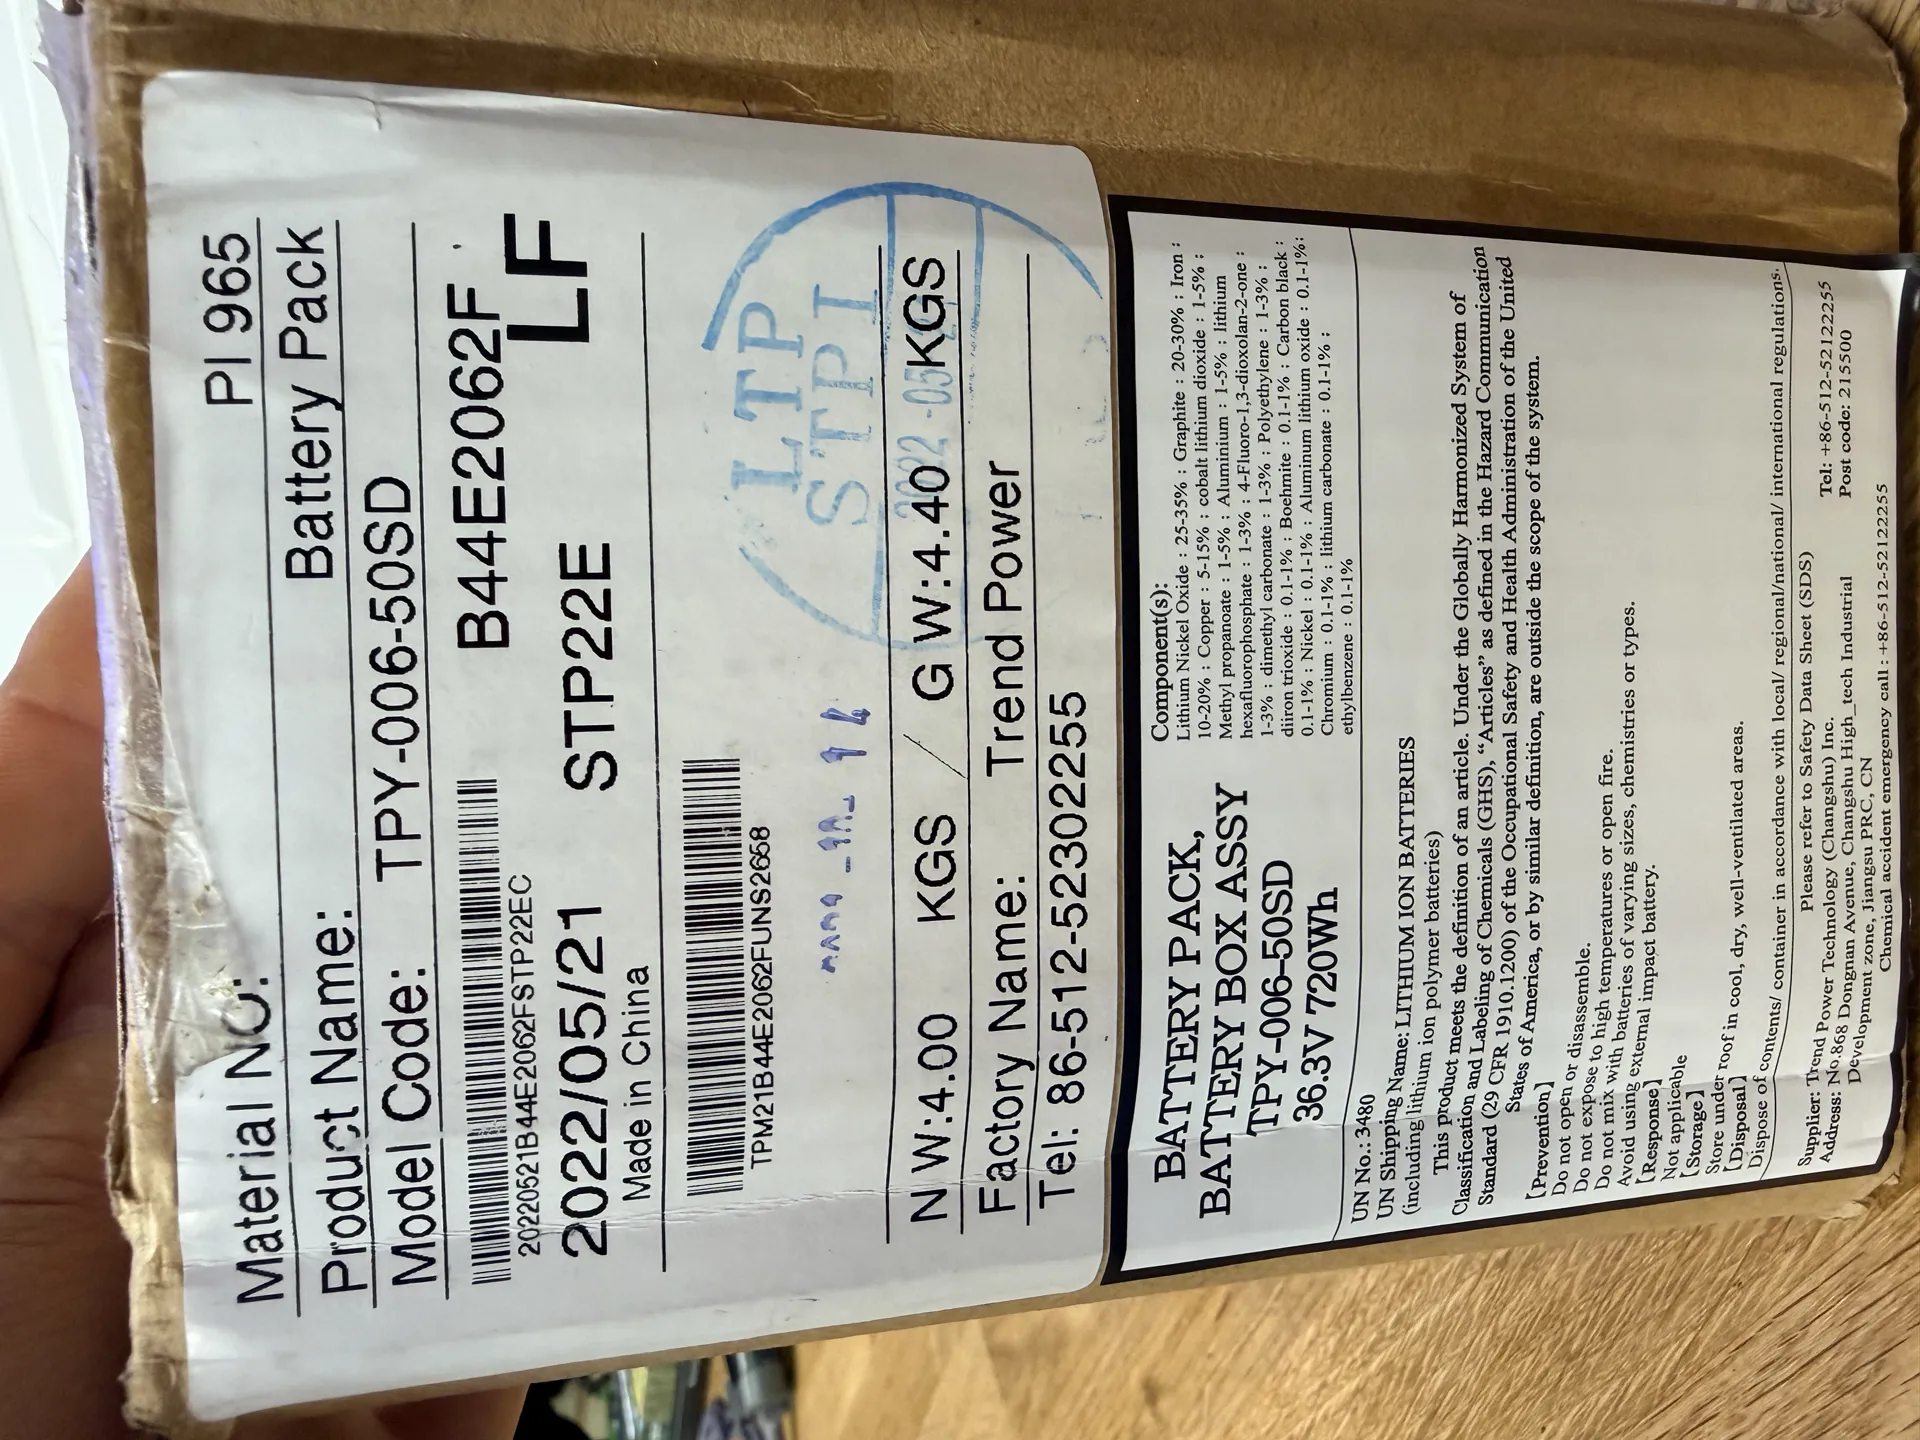 PI 965
Material NO:
Product Name: Battery Pack
Model Code: TPY-006-50SD
B44E2062F
20220521B44E2062FSTP22EC
LF
2022/05/21 STP22E
Made in China
TPM21B44E2062FUNS2658
LTP
STPI
2022 -05
N W:4.00 KGS / G W:4.40 KGS
Factory Name: Trend Power
Tel: 86-512-52302255
BATTERY PACK,
BATTERY BOX ASSY
TPY-006-50SD
36.3V 720Wh
Component(s):
Lithium Nickel Oxide : 25-35% ; Graphite : 20-30% ; Iron :
10-20% ; Copper : 5-15% ; cobalt lithium dioxide : 1-5% ;
Methyl propanoate : 1-5% ; Aluminium : 1-5% ; lithium
hexafluorophosphate : 1-3% ; 4-Fluoro-1,3-dioxolan-2-one :
1-3% ; dimethyl carbonate : 1-3% ; Polyethylene : 1-3% ;
diiron trioxide : 0.1-1% ; Boehmite : 0.1-1% ; Carbon black :
0.1-1% ; Nickel : 0.1-1% ; Aluminum lithium oxide : 0.1-1%;
Chromium : 0.1-1% ; lithium carbonate : 0.1-1% ;
ethylbenzene : 0.1-1%
UN No.: 3480
UN Shipping Name: LITHIUM ION BATTERIES
(including lithium ion polymer batteries)
This product meets the definition of an article. Under the Globally Harmonized System of
Classification and Labeling of Chemicals (GHS), “Articles” as defined in the Hazard Communication
Standard (29 CFR 1910.1200) of the Occupational Safety and Health Administration of the United
States of America, or by similar definition, are outside the scope of the system.
【Prevention】
Do not open or disassemble.
Do not expose to high temperatures or open fire.
Do not mix with batteries of varying sizes, chemistries or types.
Avoid using external impact battery.
【Response】
Not applicable
【Storage】
Store under roof in cool, dry, well-ventilated areas.
【Disposal】
Dispose of contents/ container in accordance with local/ regional/national/ international regulations.
Please refer to Safety Data Sheet (SDS)
Supplier: Trend Power Technology (Changshu) Inc. Tel: +86-512-52122255
Address: No.868 Dongnan Avenue, Changshu High_tech Industrial Post code: 215500
Development zone, Jiangsu PRC, CN
Chemical accident emergency call : +86-512-52122255